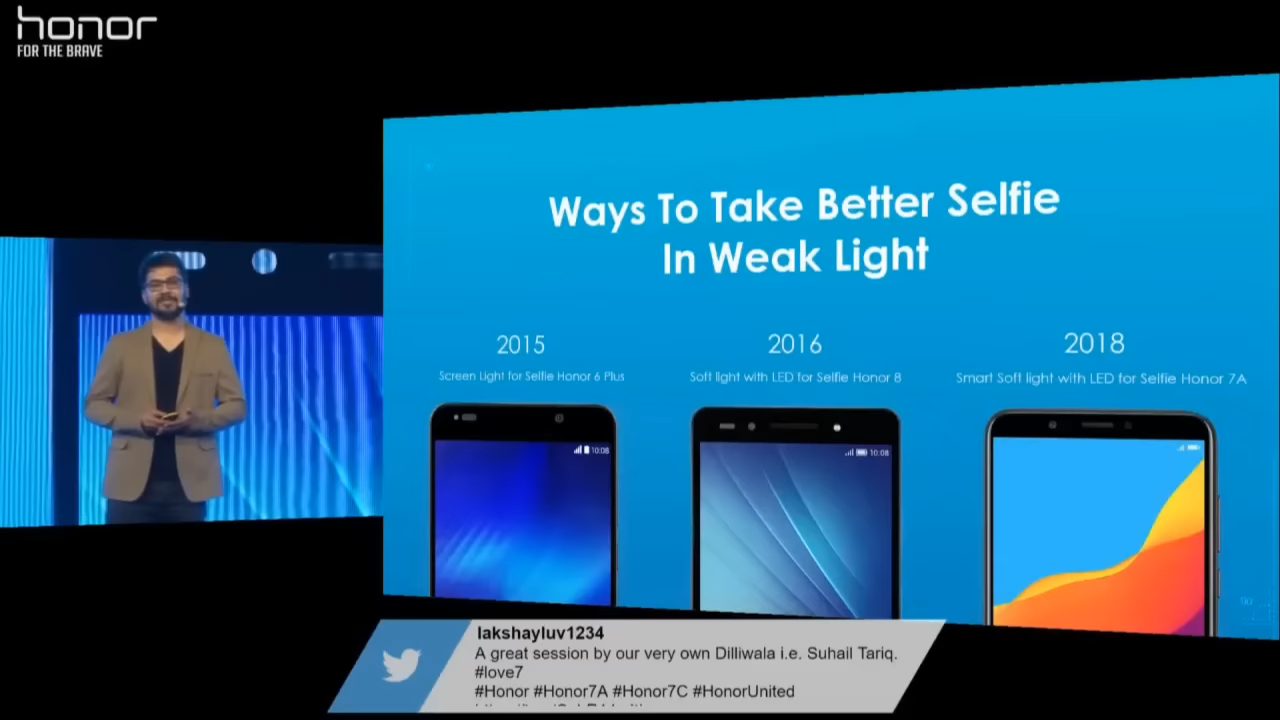 honor
FOR THE BRAVE
Ways To Take Better Selfie
In Weak Light
2015
Screen Light for Selfie Honor 6 Plus
2016
Soft light with LED for Selfie Honor 8
2018
Smart Soft light with LED for Selfie Honor 7A
10:08
10:08
lakshayluv1234
A great session by our very own Dilliwala i.e. Suhail Tariq.
#love7
#Honor #Honor7A #Honor7C #HonorUnited